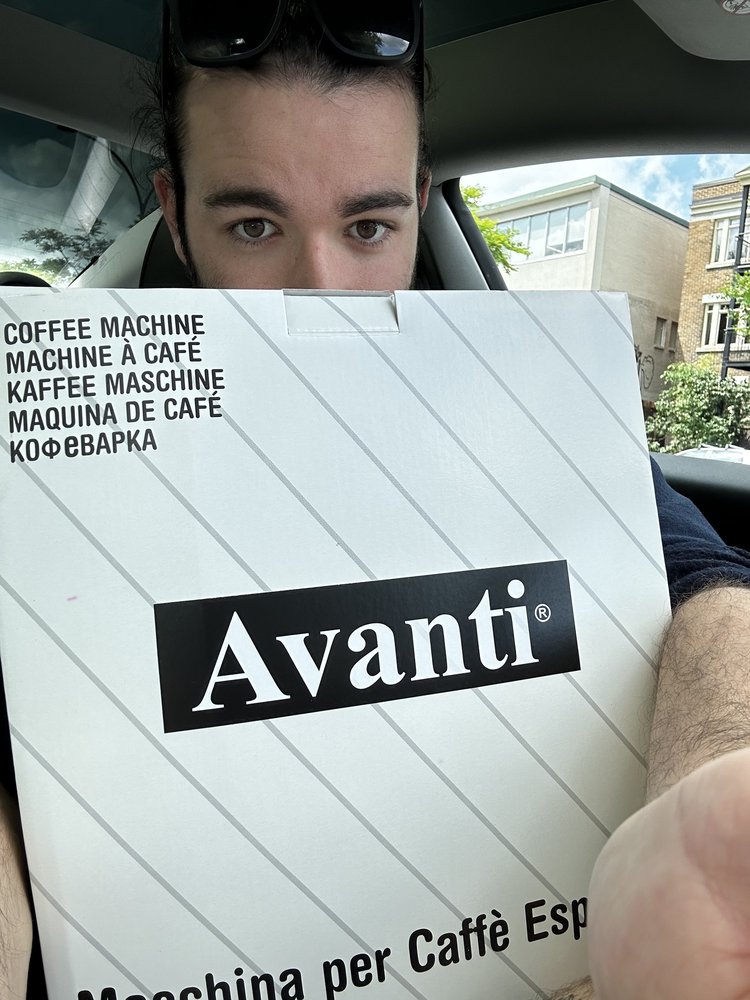 COFFEE MACHINE
MACHINE À CAFÉ
KAFFEE MASCHINE
MAQUINA DE CAFÉ
КОФеВАРКА
Avanti®
per Caffè